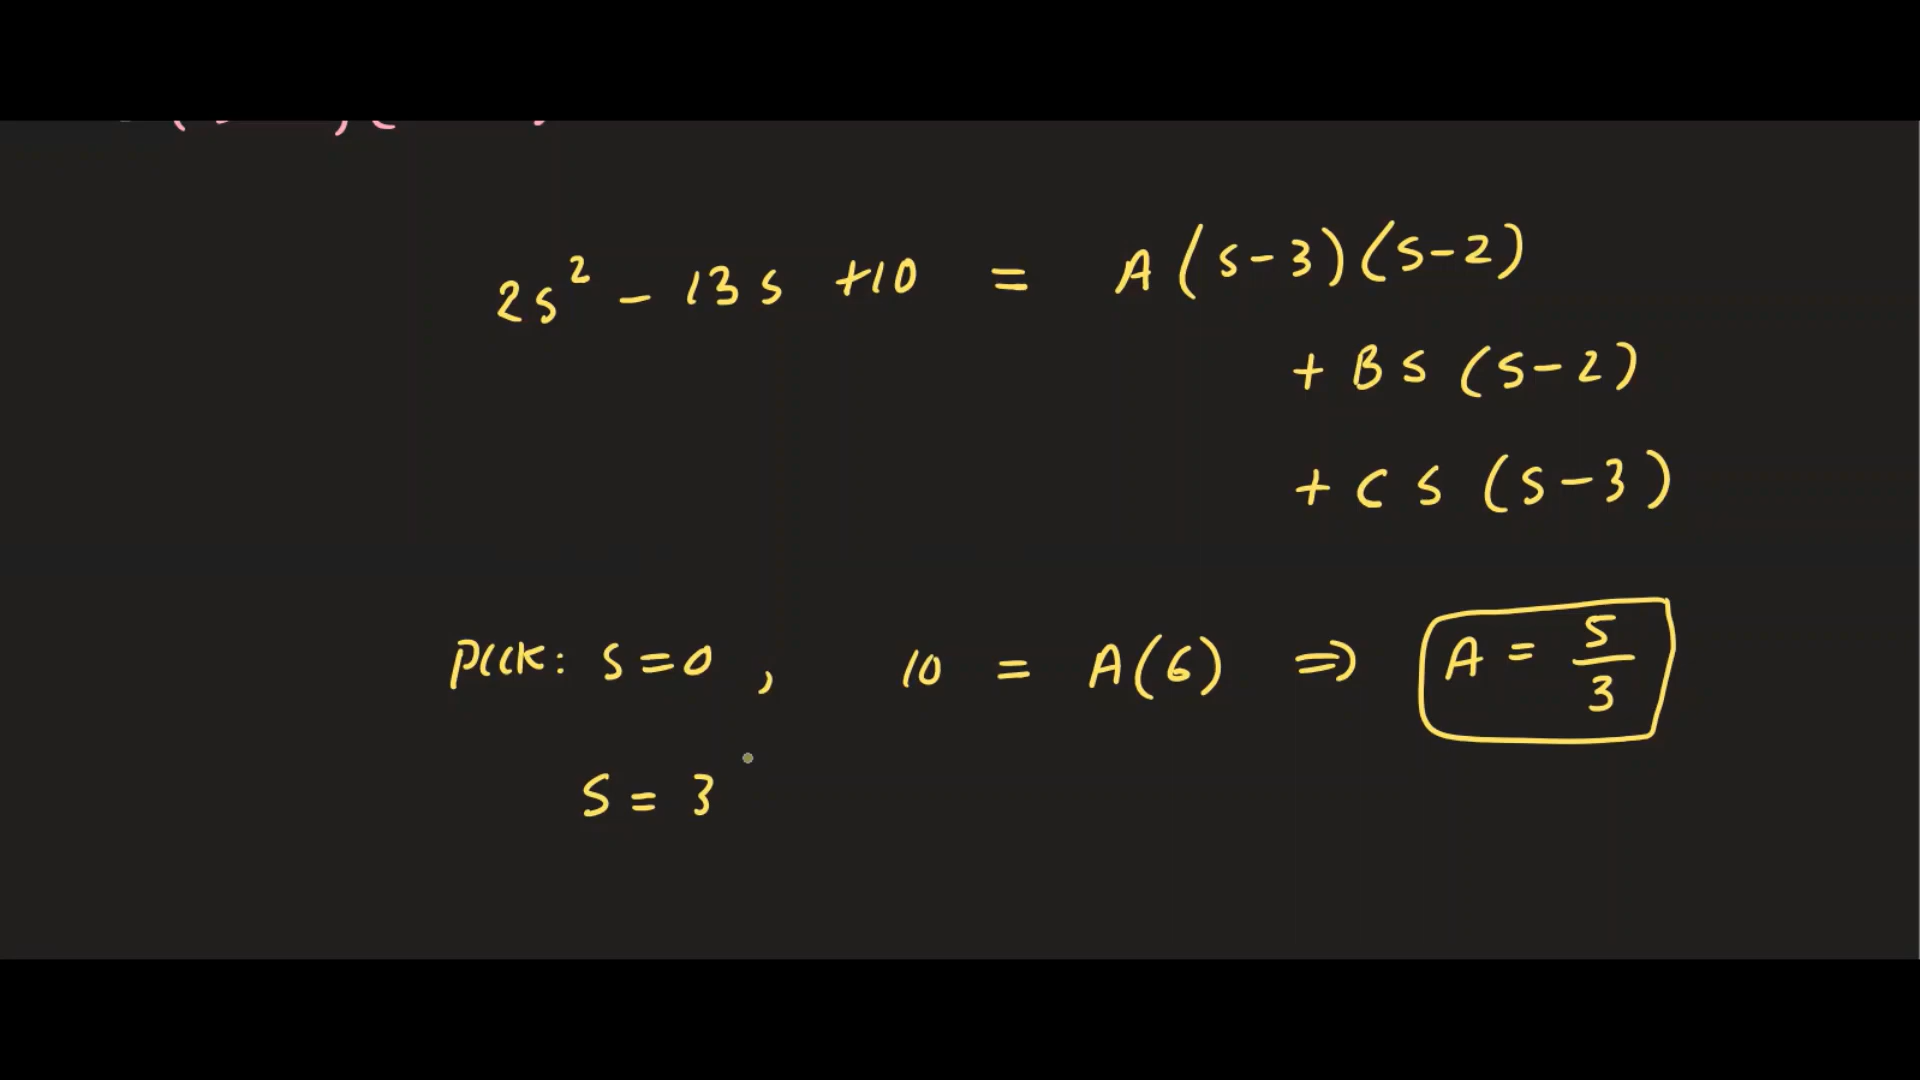 2s² - 13s + 10 = A(s-3)(s-2)
+ Bs(s-2)
+ Cs(s-3)
Pick: s=0, 10 = A(6) ⇒ A = 5/3
s = 3